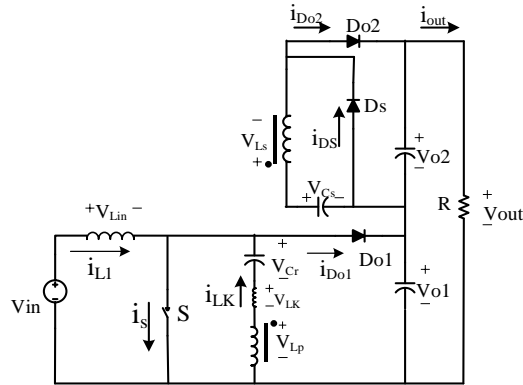 iDo2 Do2 iout
− VLs +
Ds
iDS
+ Vo2 −
+ VCs −
R
+ Vout −
+VLin −
iL1
Do1
iDo1
+ VCr −
+ Vo1 −
Vin
iS S
iLK
+ VLK −
+ VLp −